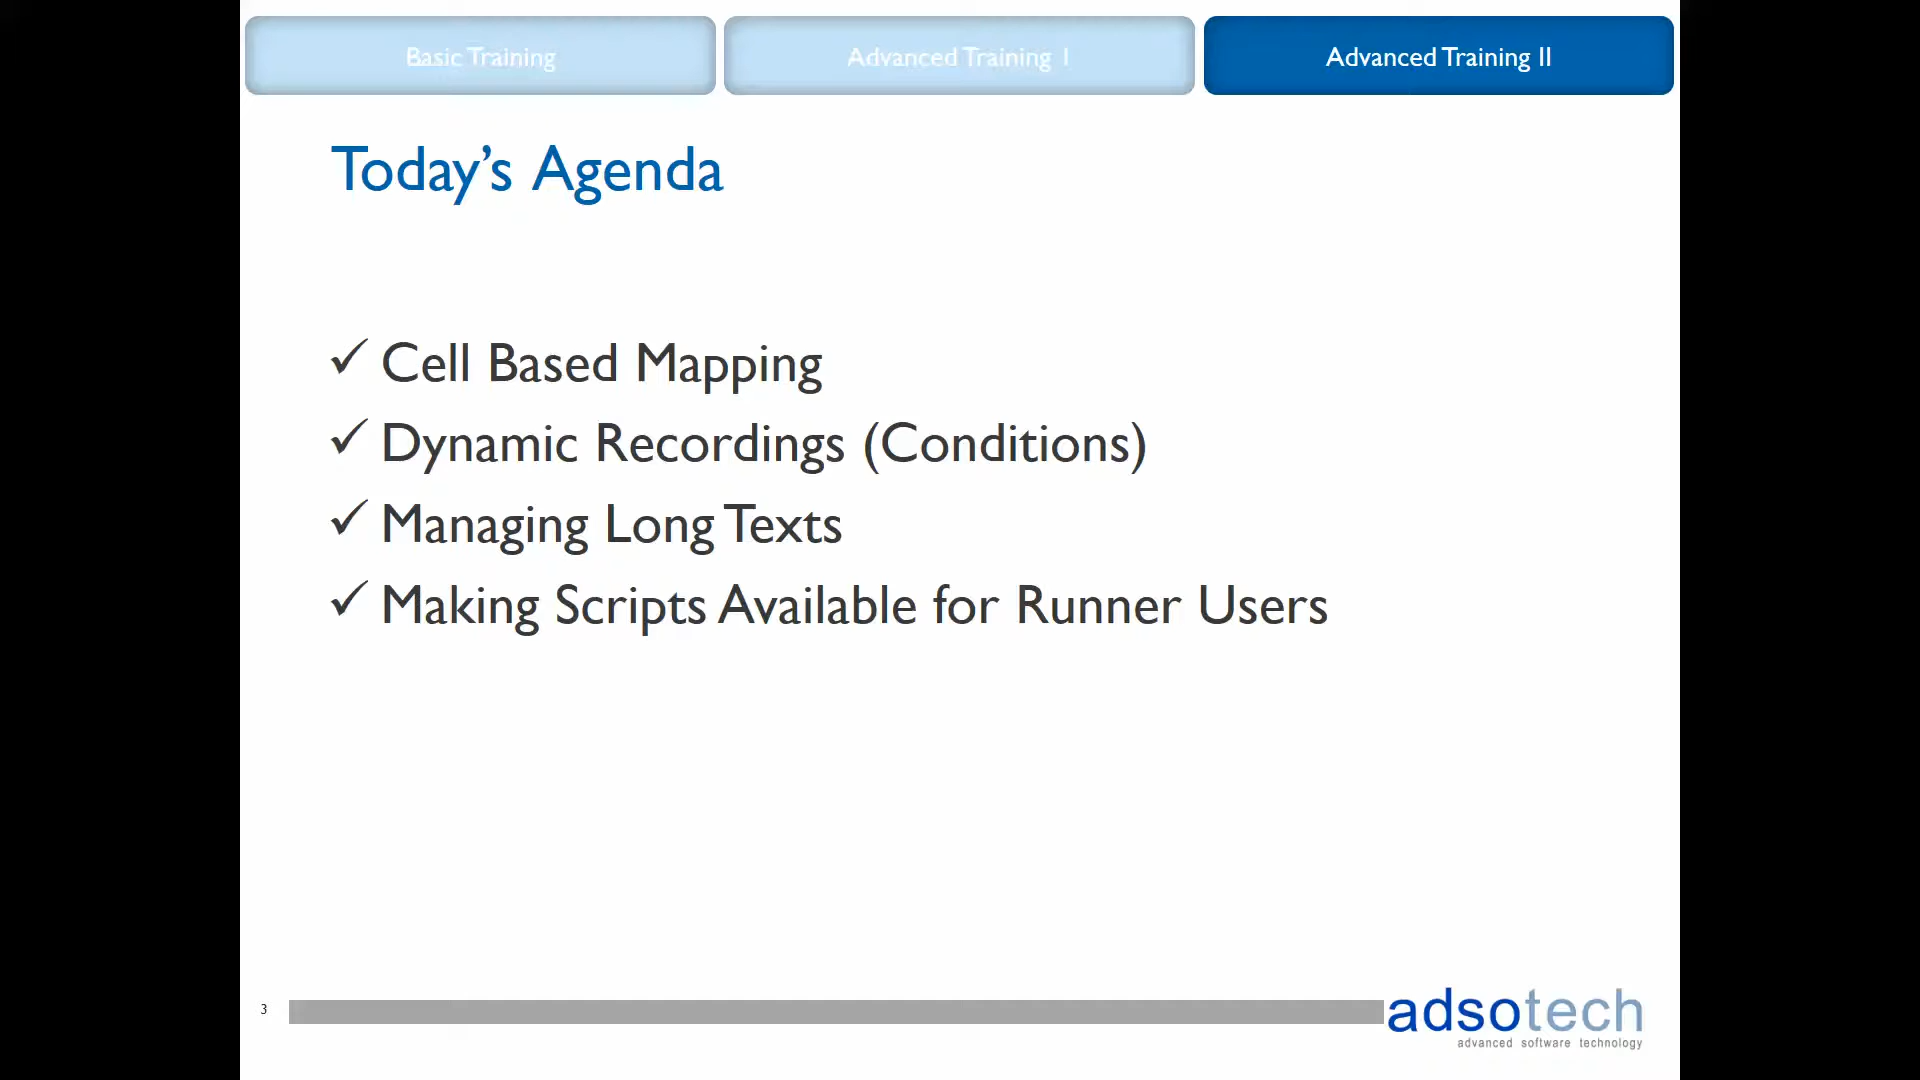 Basic Training
Advanced Training I
Advanced Training II
Today’s Agenda
✓ Cell Based Mapping
✓ Dynamic Recordings (Conditions)
✓ Managing Long Texts
✓ Making Scripts Available for Runner Users
3
adsotech
advanced software technology